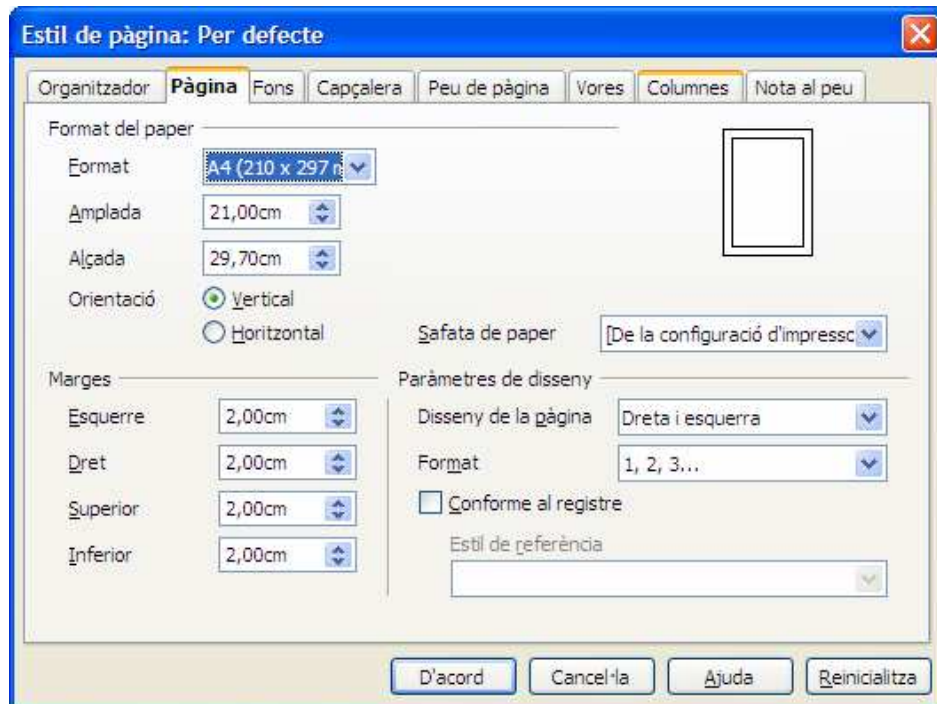 Estil de pàgina: Per defecte
Organitzador Pàgina Fons Capçalera Peu de pàgina Vores Columnes Nota al peu
Format del paper
Format A4 (210 x 297 n
Amplada 21,00cm
Alçada 29,70cm
Orientació Vertical
Horitzontal Safata de paper [De la configuració d'impressc
Marges Paràmetres de disseny
Esquerre 2,00cm Disseny de la pàgina Dreta i esquerra
Dret 2,00cm Format 1, 2, 3...
Superior 2,00cm Conforme al registre
Estil de referència
Inferior 2,00cm
D'acord Cancel·la Ajuda Reinicialitza